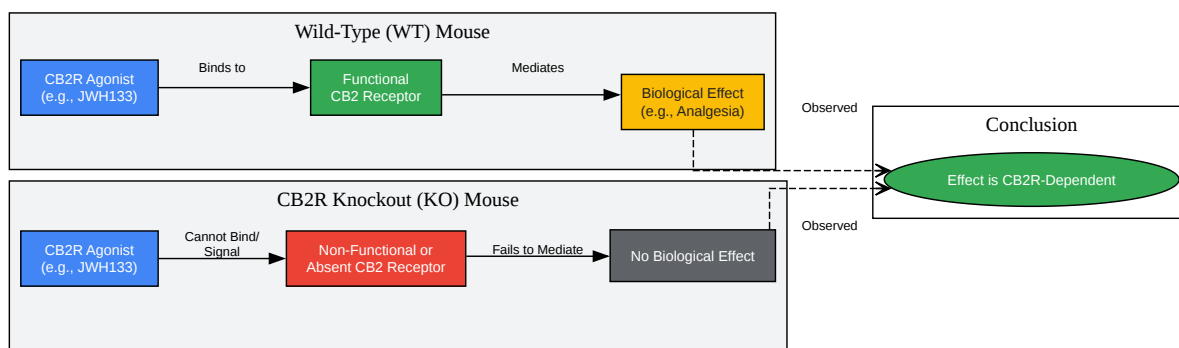 Wild-Type (WT) Mouse
CB2R Agonist
(e.g., JWH133)
Binds to
Functional
CB2 Receptor
Mediates
Biological Effect
(e.g., Analgesia)
Observed
Conclusion
Effect is CB2R-Dependent
CB2R Knockout (KO) Mouse
CB2R Agonist
(e.g., JWH133)
Cannot Bind/
Signal
Non-Functional or
Absent CB2 Receptor
Fails to Mediate
No Biological Effect
Observed